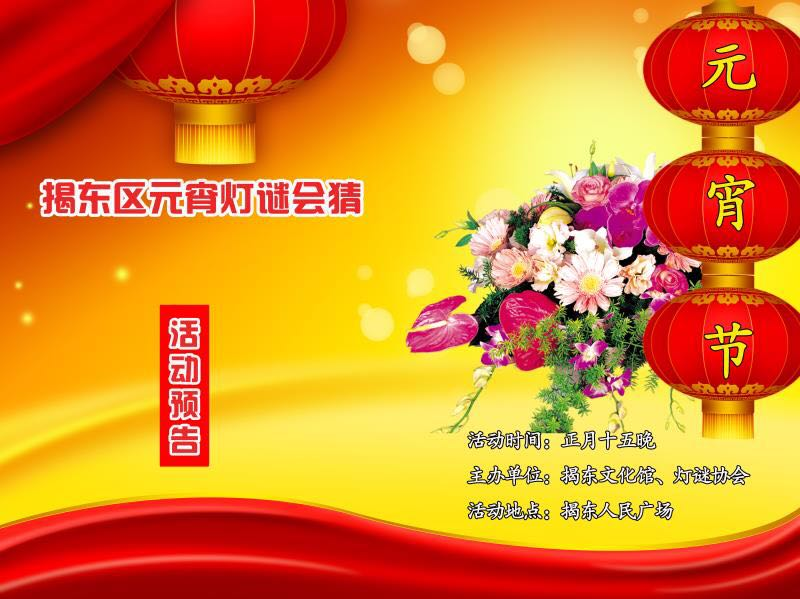 元宵节
揭东区元宵灯谜会猜
活动预告
活动时间：正月十五晚
主办单位：揭东文化馆、灯谜协会
活动地点：揭东人民广场